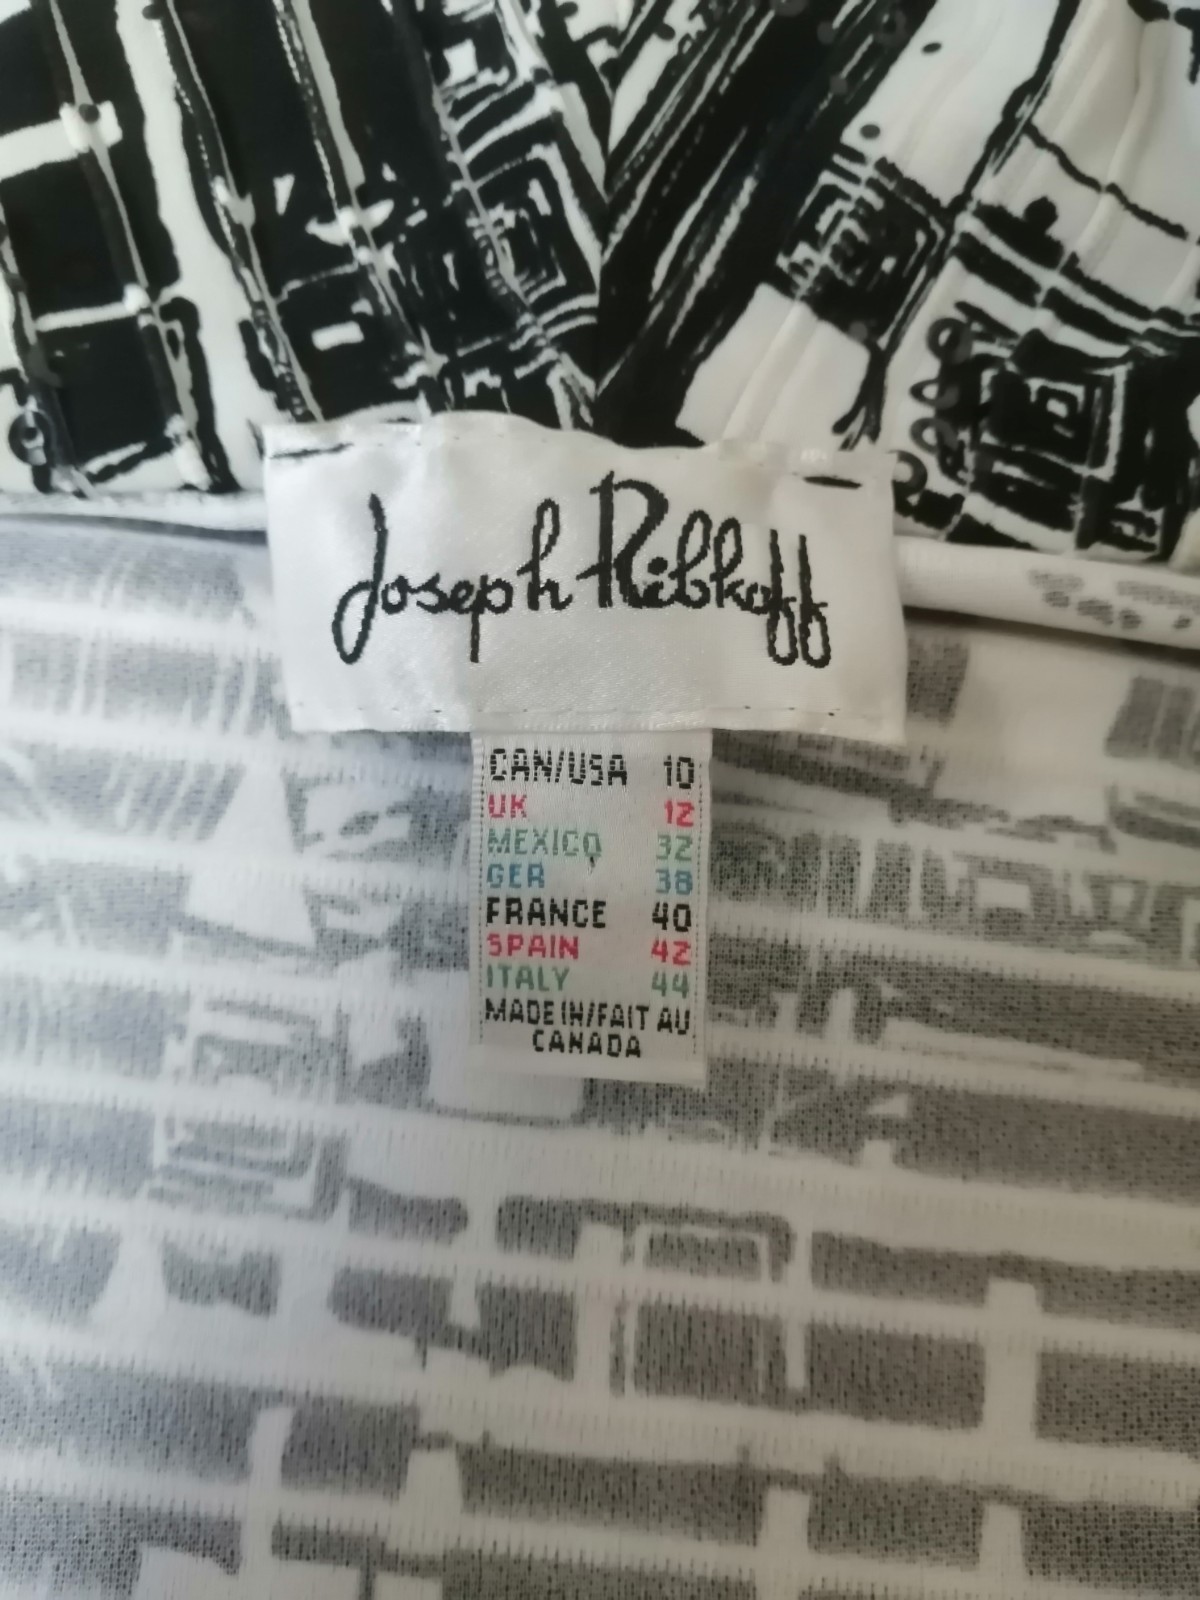 Joseph Ribkoff
CAN/USA 10
UK 12
MEXICO 32
GER 38
FRANCE 40
SPAIN 42
ITALY 44
MADE IN/FAIT AU
CANADA